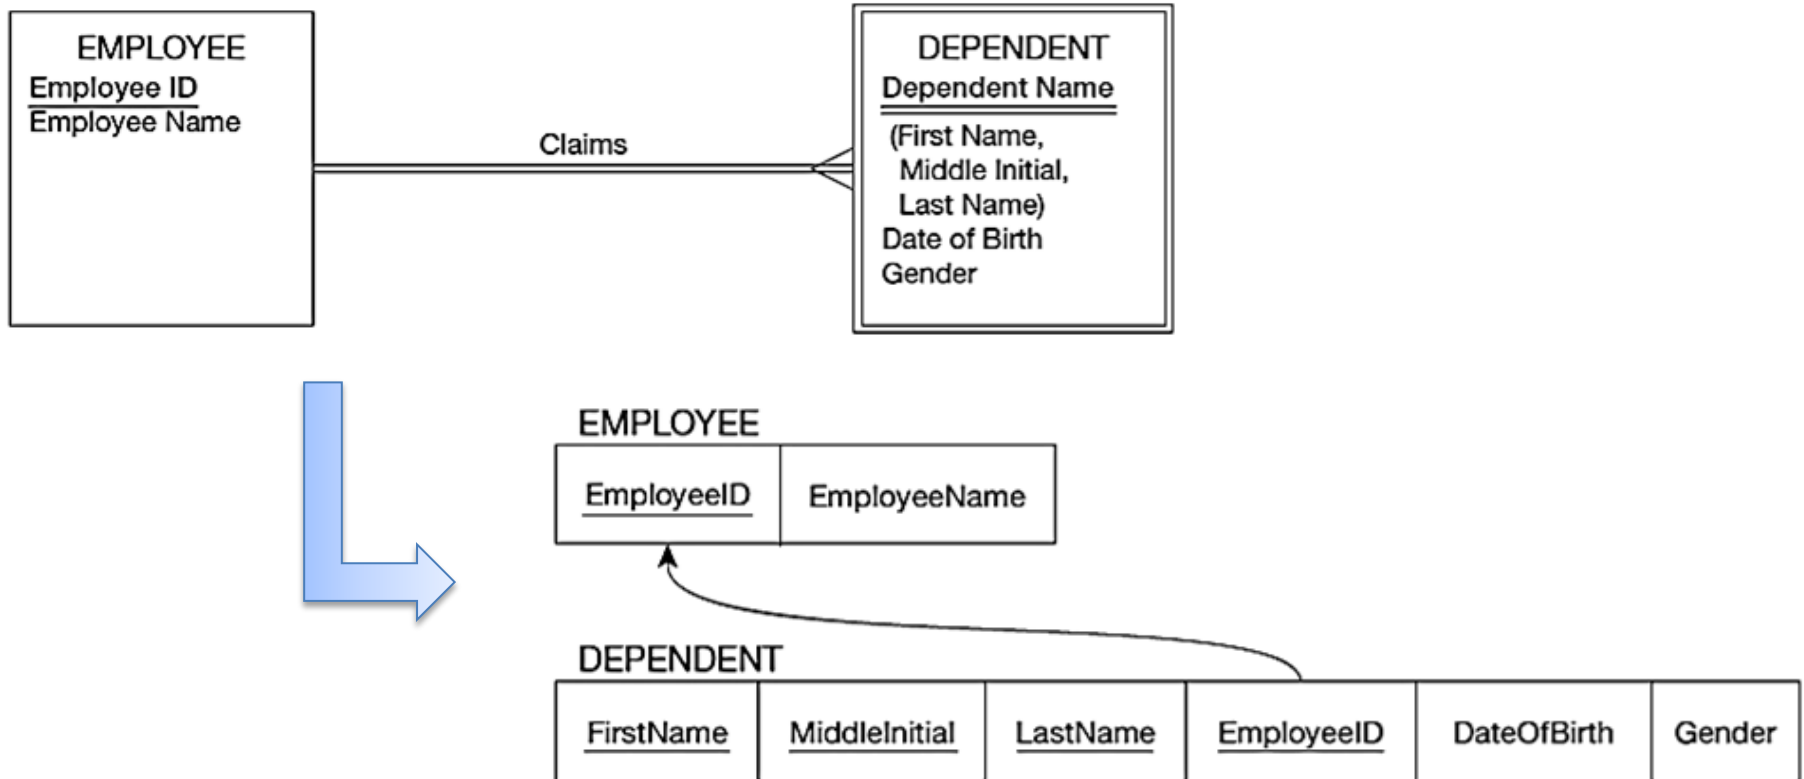 EMPLOYEE
Employee ID
Employee Name
Claims
DEPENDENT
Dependent Name
(First Name,
Middle Initial,
Last Name)
Date of Birth
Gender
EMPLOYEE
EmployeeID EmployeeName
DEPENDENT
FirstName MiddleInitial LastName EmployeeID DateOfBirth Gender